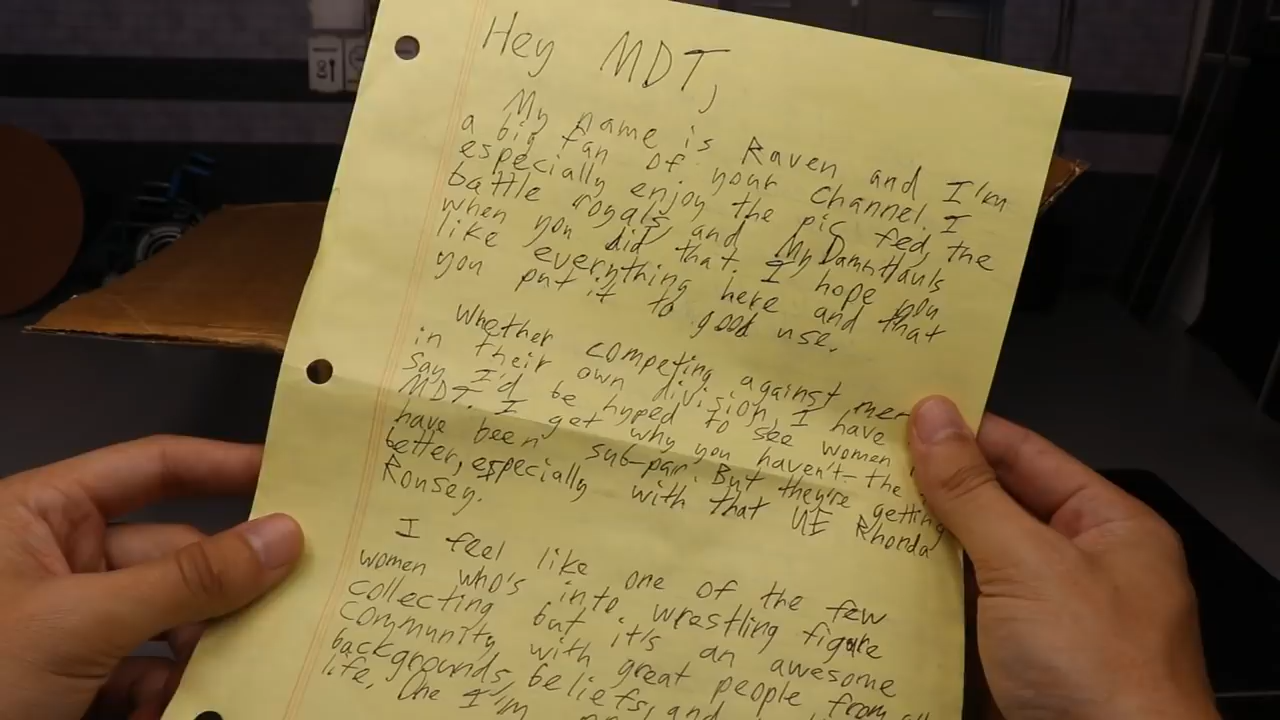 Hey MDT,
My name is Raven and I'm
a big fan of your channel. I
especially enjoy the pic fed, the
battle royals, and MyDamnHauls
when you did that. I hope you
like everything here and that
you put it to good use.
Whether competing against men
in their own division, I have
say I'd be hyped to see women
MDT. I get why you haven't- the
have been sub-par. But they're getting
better, especially with that UE Rhonda
Rousey.
I feel like one of the few
women who's into wrestling figure
collecting but it's an awesome
community with great people from
backgrounds, beliefs, and
life. One I'm